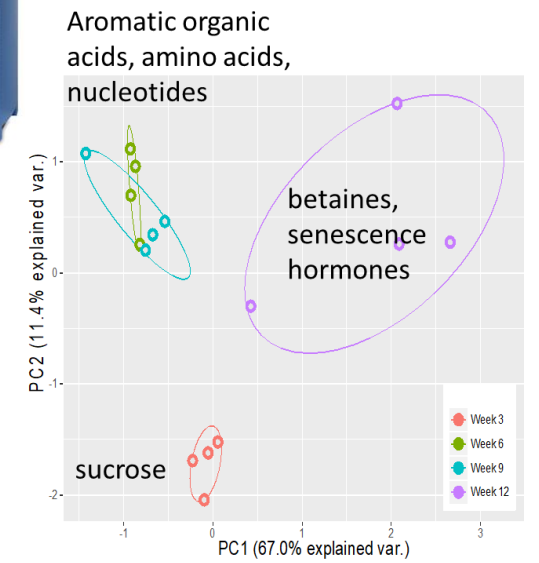 Aromatic organic
acids, amino acids,
nucleotides
PC2 (11.4% explained var.)
1
0
-1
-2
betaines,
senescence
hormones
sucrose
Week 3
Week 6
Week 9
Week 12
-1
0
1
2
3
PC1 (67.0% explained var.)